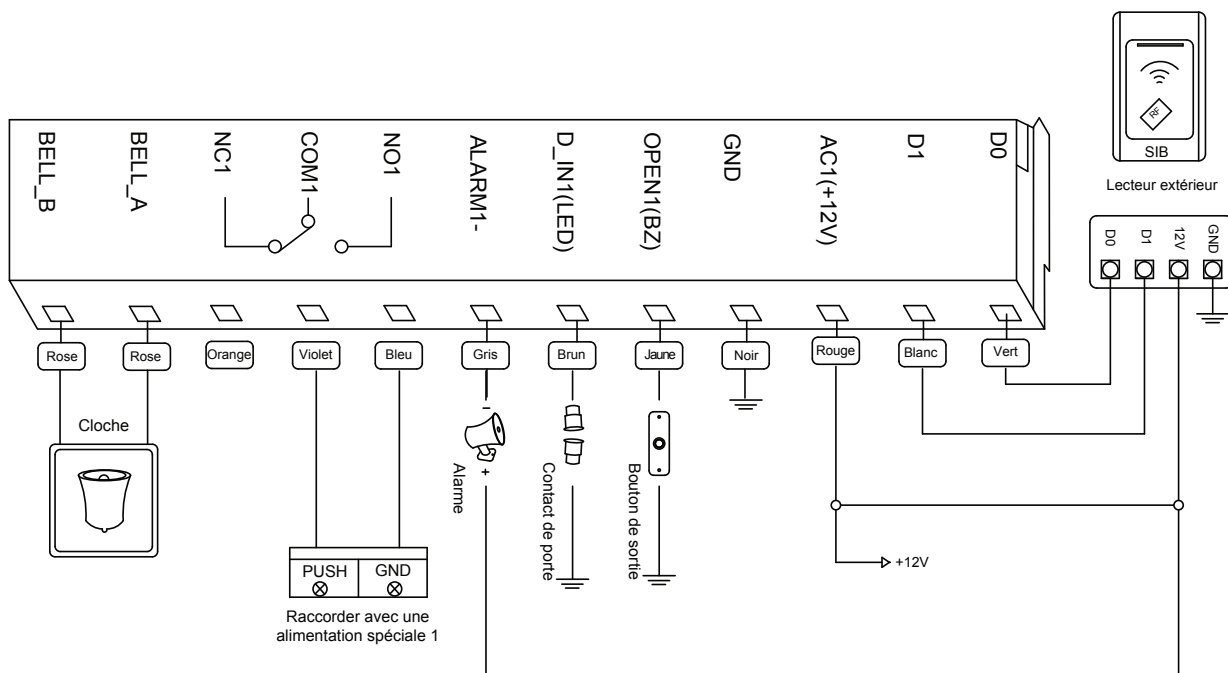 BELL_B
BELL_A
NC1
COM1
NO1
ALARM1-
D_IN1(LED)
OPEN1(BZ)
GND
AC1(+12V)
D1
D0
RF
SIB
Lecteur extérieur
D0
D1
12V
GND
Rose
Rose
Orange
Violet
Bleu
Gris
Brun
Jaune
Noir
Rouge
Blanc
Vert
Cloche
–
+
Alarme
Contact de porte
Bouton de sortie
+12V
PUSH
GND
Raccorder avec une
alimentation spéciale 1